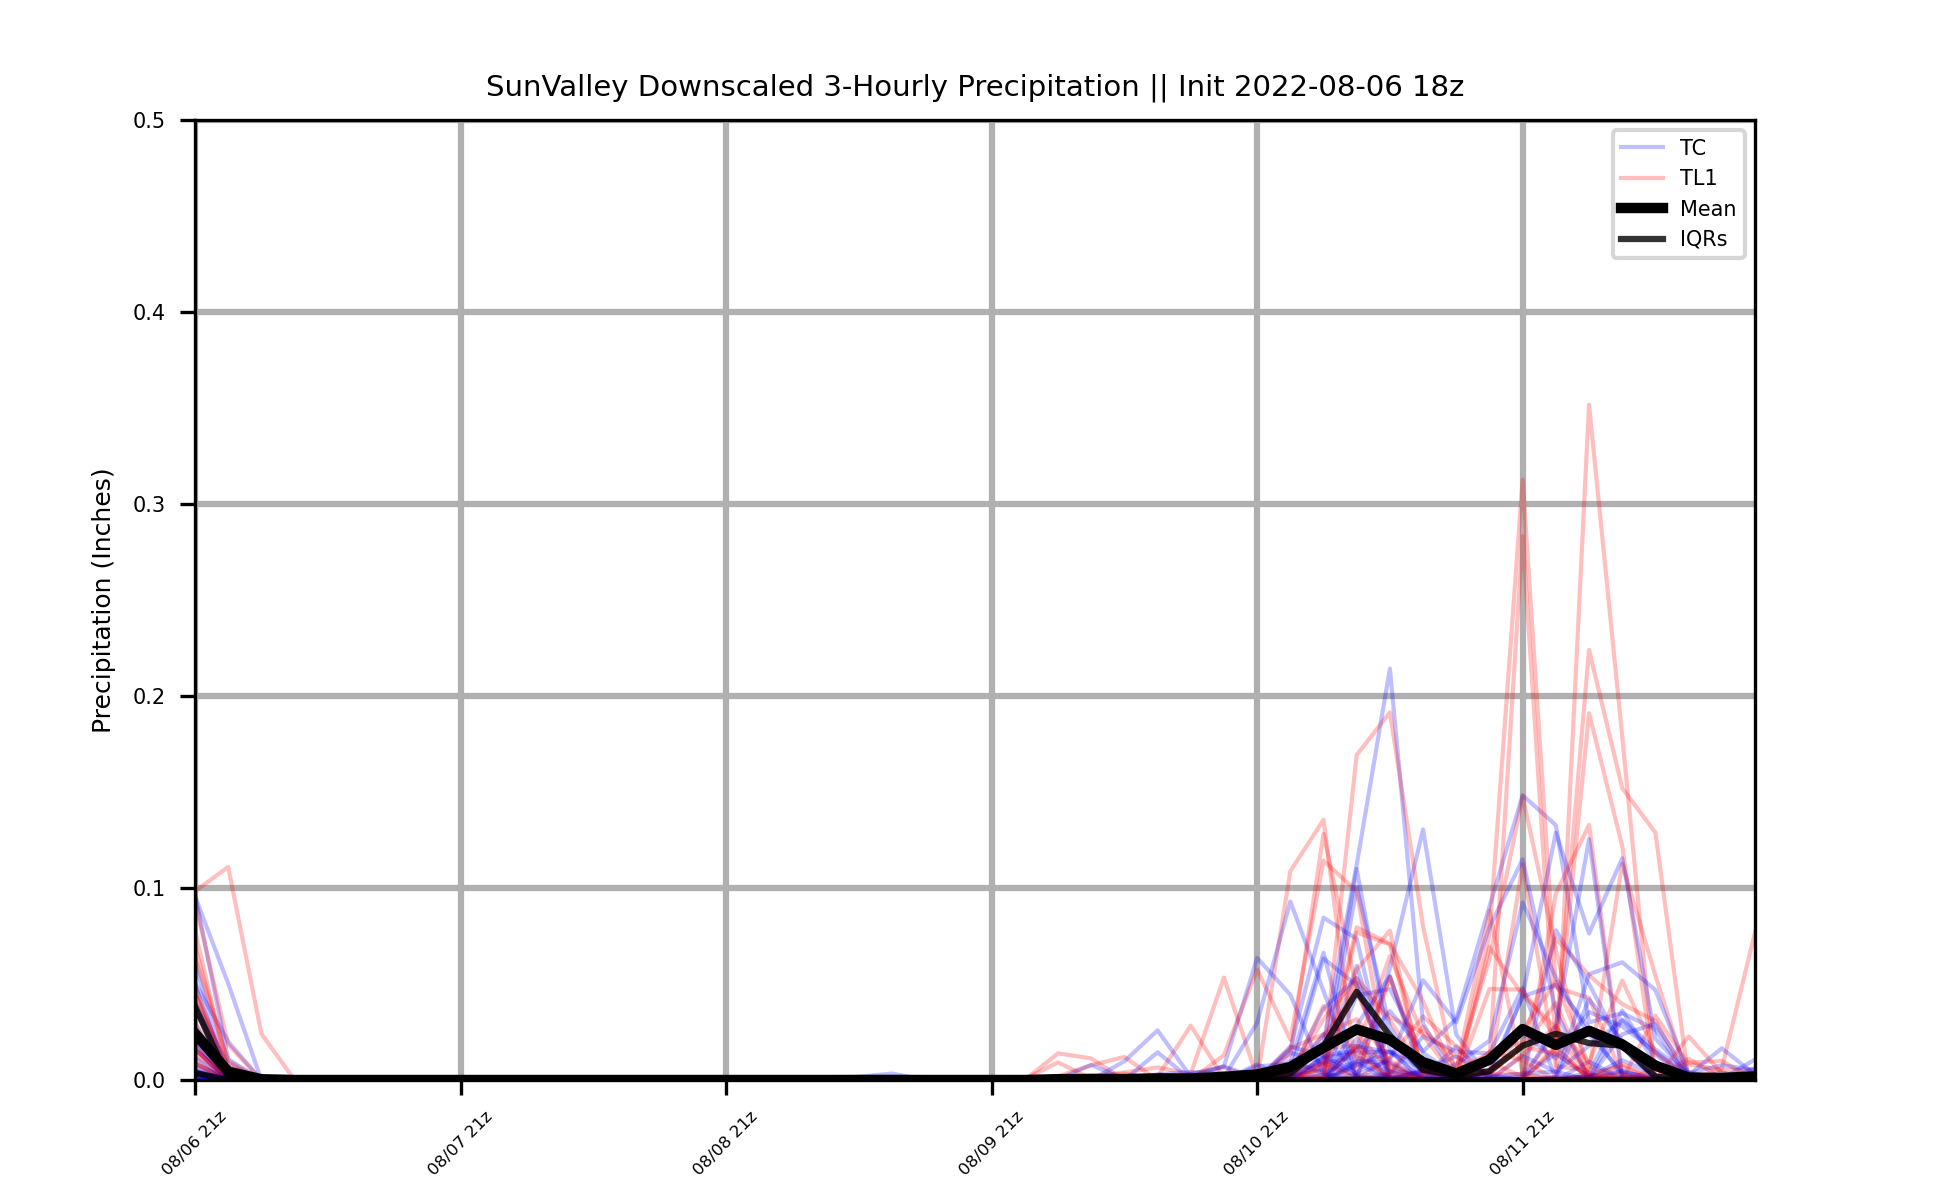 SunValley Downscaled 3-Hourly Precipitation || Init 2022-08-06 18z
TC
TL1
Mean
IQRs
Precipitation (Inches)
0.5
0.4
0.3
0.2
0.1
0.0
08/06 21z
08/07 21z
08/08 21z
08/09 21z
08/10 21z
08/11 21z